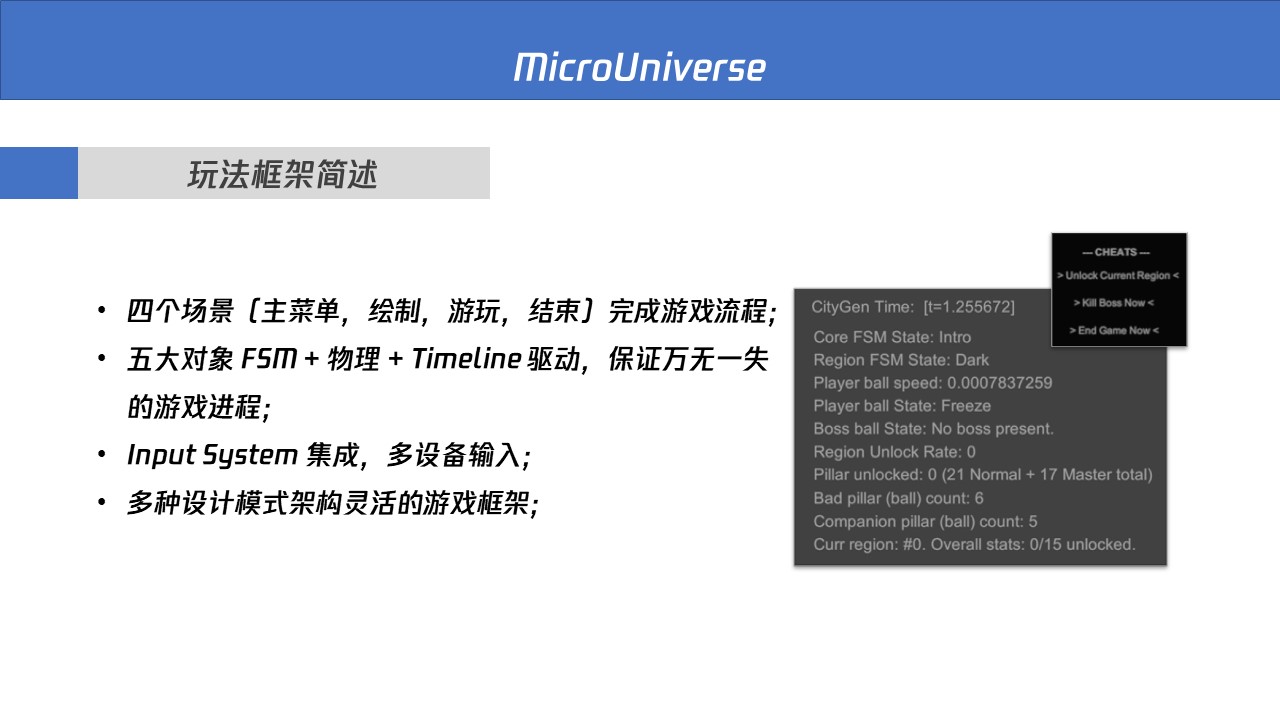 MicroUniverse
玩法框架简述
• 四个场景（主菜单，绘制，游玩，结束）完成游戏流程；
• 五大对象 FSM + 物理 + Timeline 驱动，保证万无一失
的游戏进程；
• Input System 集成，多设备输入；
• 多种设计模式架构灵活的游戏框架；
--- CHEATS ---
> Unlock Current Region <
> Kill Boss Now <
> End Game Now <
CityGen Time: [t=1.255672]
Core FSM State: Intro
Region FSM State: Dark
Player ball speed: 0.0007837259
Player ball State: Freeze
Boss ball State: No boss present.
Region Unlock Rate: 0
Pillar unlocked: 0 (21 Normal + 17 Master total)
Bad pillar (ball) count: 6
Companion pillar (ball) count: 5
Curr region: #0. Overall stats: 0/15 unlocked.